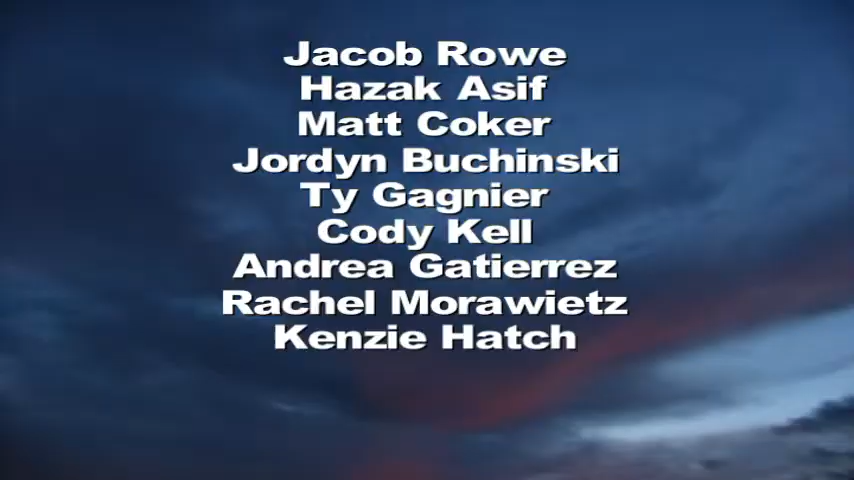 Jacob Rowe
Hazak Asif
Matt Coker
Jordyn Buchinski
Ty Gagnier
Cody Kell
Andrea Gatierrez
Rachel Morawietz
Kenzie Hatch